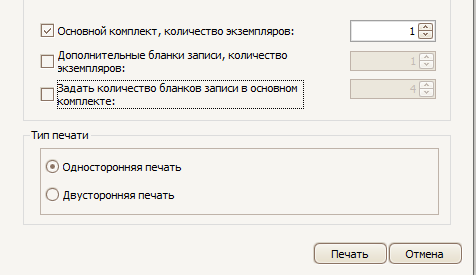 Основной комплект, количество экземпляров:
1
Дополнительные бланки записи, количество
экземпляров:
1
Задать количество бланков записи в основном
комплекте:
4
Тип печати
Односторонняя печать
Двусторонняя печать
Печать
Отмена